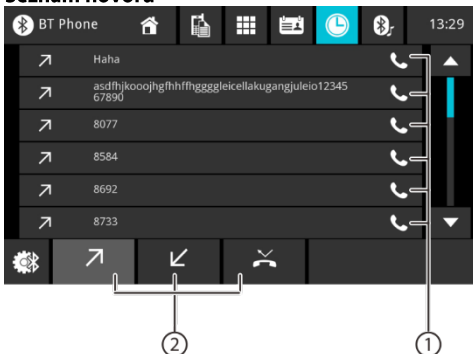 Seznam hovorů
BT Phone 13:29
Haha
asdfhjkooojhgfhhffhggggleicellakugangjuleio12345
67890
8077
8584
8692
8733
2 1